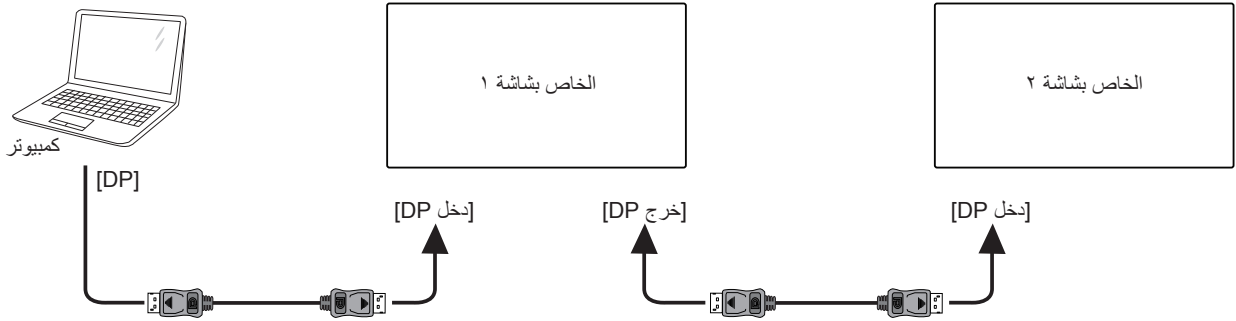 الخاص بشاشة ١
الخاص بشاشة ٢
كمبيوتر
[DP]
[دخل DP]
[خرج DP]
[دخل DP]